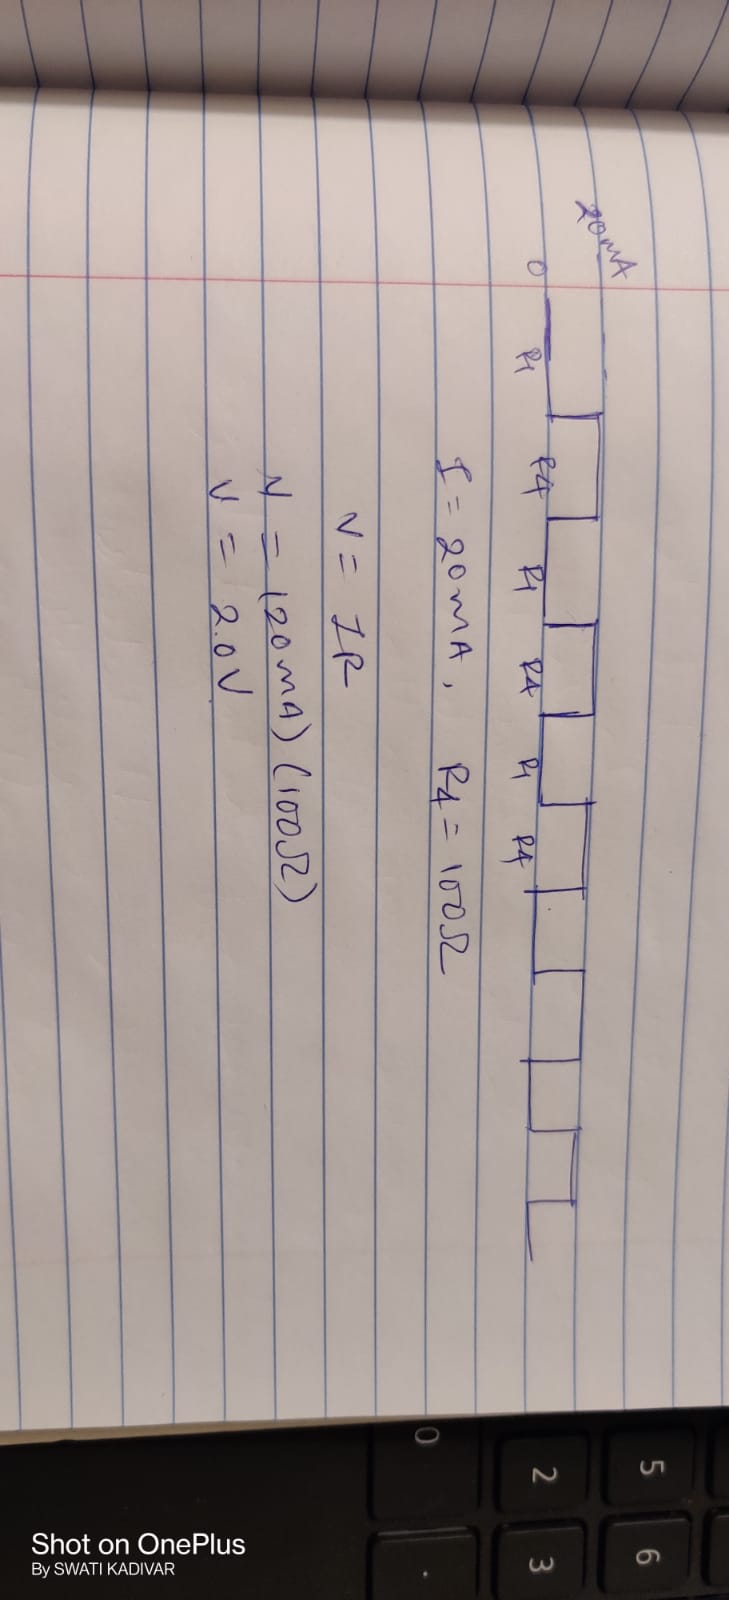 20mA
0 R1 R4 R1 R4 R1 R4
I = 20mA, R4 = 100Ω
V = IR
V = (20mA) (100Ω)
V = 2.0V
5 6
2 3
0 .
Shot on OnePlus
By SWATI KADIVAR